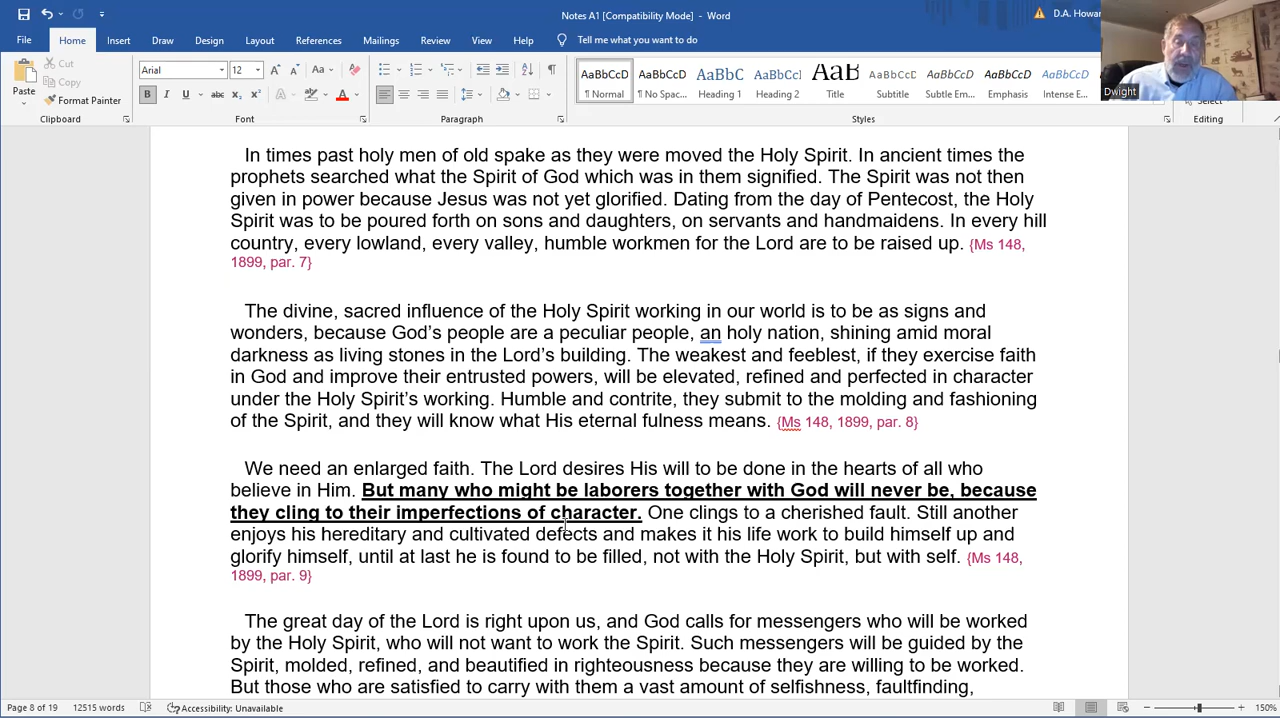 Notes A1 [Compatibility Mode] - Word
D.A. Howar
File Home Insert Draw Design Layout References Mailings Review View Help Tell me what you want to do
Paste
Cut
Copy
Format Painter
Clipboard
Arial 12
Font
Paragraph
AaBbCcD AaBbCcD AaBbC AaBbCcD AaB AaBbCcD AaBbCcD AaBbCcD AaBbCcD
¶ Normal ¶ No Spac... Heading 1 Heading 2 Title Subtitle Subtle Em... Emphasis Intense E...
Styles
Select
Editing
Dwight
In times past holy men of old spake as they were moved the Holy Spirit. In ancient times the
prophets searched what the Spirit of God which was in them signified. The Spirit was not then
given in power because Jesus was not yet glorified. Dating from the day of Pentecost, the Holy
Spirit was to be poured forth on sons and daughters, on servants and handmaidens. In every hill
country, every lowland, every valley, humble workmen for the Lord are to be raised up. {Ms 148,
1899, par. 7}
The divine, sacred influence of the Holy Spirit working in our world is to be as signs and
wonders, because God's people are a peculiar people, an holy nation, shining amid moral
darkness as living stones in the Lord's building. The weakest and feeblest, if they exercise faith
in God and improve their entrusted powers, will be elevated, refined and perfected in character
under the Holy Spirit's working. Humble and contrite, they submit to the molding and fashioning
of the Spirit, and they will know what His eternal fulness means. {Ms 148, 1899, par. 8}
We need an enlarged faith. The Lord desires His will to be done in the hearts of all who
believe in Him. But many who might be laborers together with God will never be, because
they cling to their imperfections of character. One clings to a cherished fault. Still another
enjoys his hereditary and cultivated defects and makes it his life work to build himself up and
glorify himself, until at last he is found to be filled, not with the Holy Spirit, but with self. {Ms 148,
1899, par. 9}
The great day of the Lord is right upon us, and God calls for messengers who will be worked
by the Holy Spirit, who will not want to work the Spirit. Such messengers will be guided by the
Spirit, molded, refined, and beautified in righteousness because they are willing to be worked.
But those who are satisfied to carry with them a vast amount of selfishness, faultfinding,
Page 8 of 19 12515 words Accessibility: Unavailable 150%